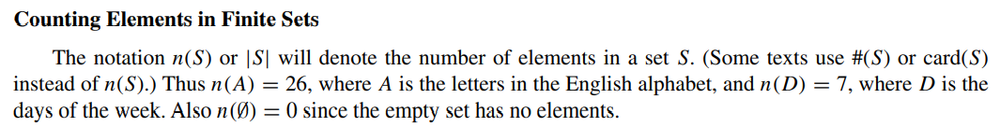 Counting Elements in Finite Sets
The notation n(S) or |S| will denote the number of elements in a set S. (Some texts use #(S) or card(S)
instead of n(S).) Thus n(A) = 26, where A is the letters in the English alphabet, and n(D) = 7, where D is the
days of the week. Also n(Ø) = 0 since the empty set has no elements.